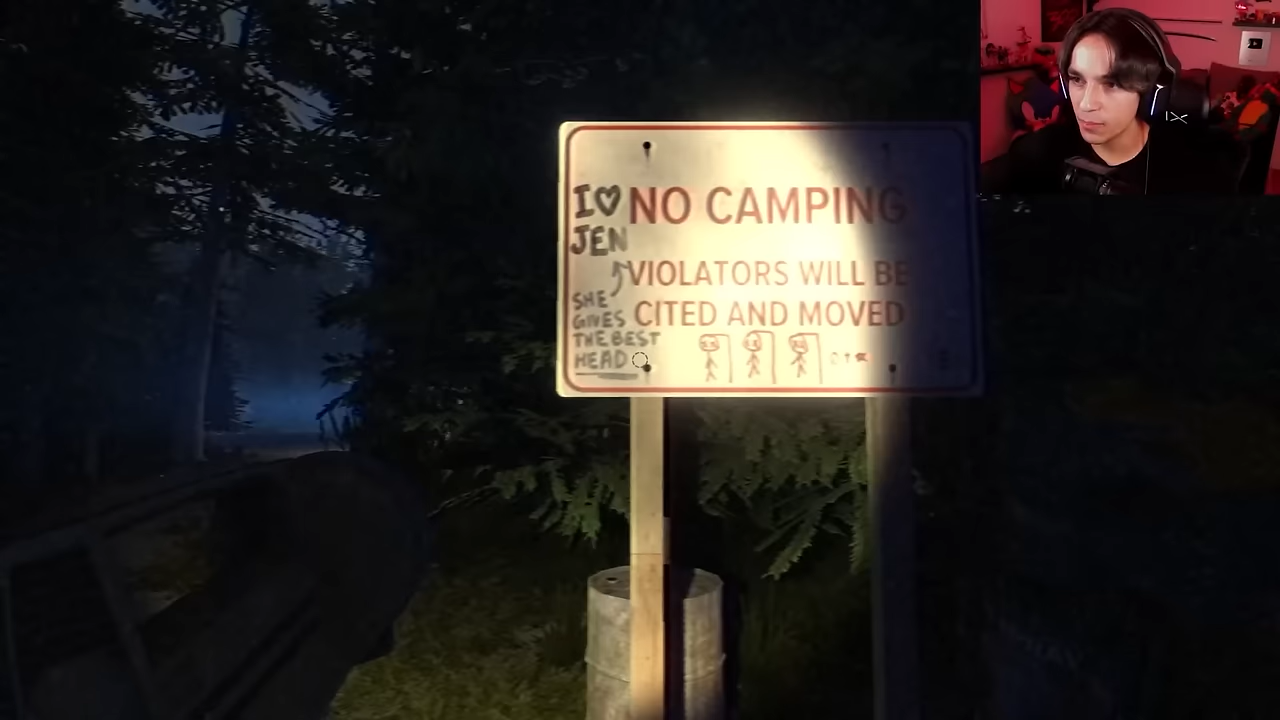 I♡
JEN
NO CAMPING
VIOLATORS WILL BE
CITED AND MOVED
SHE
GIVES
THE BEST
HEAD